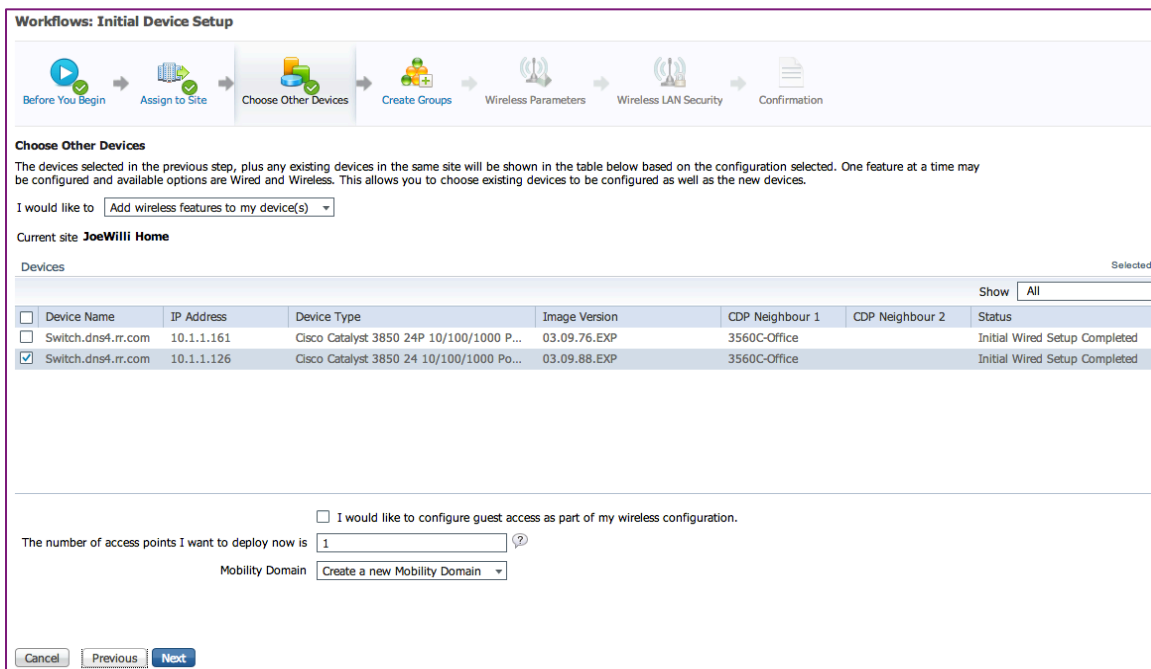 Workflows: Initial Device Setup
Before You Begin Assign to Site Choose Other Devices Create Groups Wireless Parameters Wireless LAN Security Confirmation
Choose Other Devices
The devices selected in the previous step, plus any existing devices in the same site will be shown in the table below based on the configuration selected. One feature at a time may
be configured and available options are Wired and Wireless. This allows you to choose existing devices to be configured as well as the new devices.
I would like to Add wireless features to my device(s)
Current site JoeWilli Home
Devices Selected
Show All
Device Name IP Address Device Type Image Version CDP Neighbour 1 CDP Neighbour 2 Status
Switch.dns4.rr.com 10.1.1.161 Cisco Catalyst 3850 24P 10/100/1000 P... 03.09.76.EXP 3560C-Office Initial Wired Setup Completed
Switch.dns4.rr.com 10.1.1.126 Cisco Catalyst 3850 24 10/100/1000 Po... 03.09.88.EXP 3560C-Office Initial Wired Setup Completed
I would like to configure guest access as part of my wireless configuration.
The number of access points I want to deploy now is 1 ?
Mobility Domain Create a new Mobility Domain
Cancel Previous Next